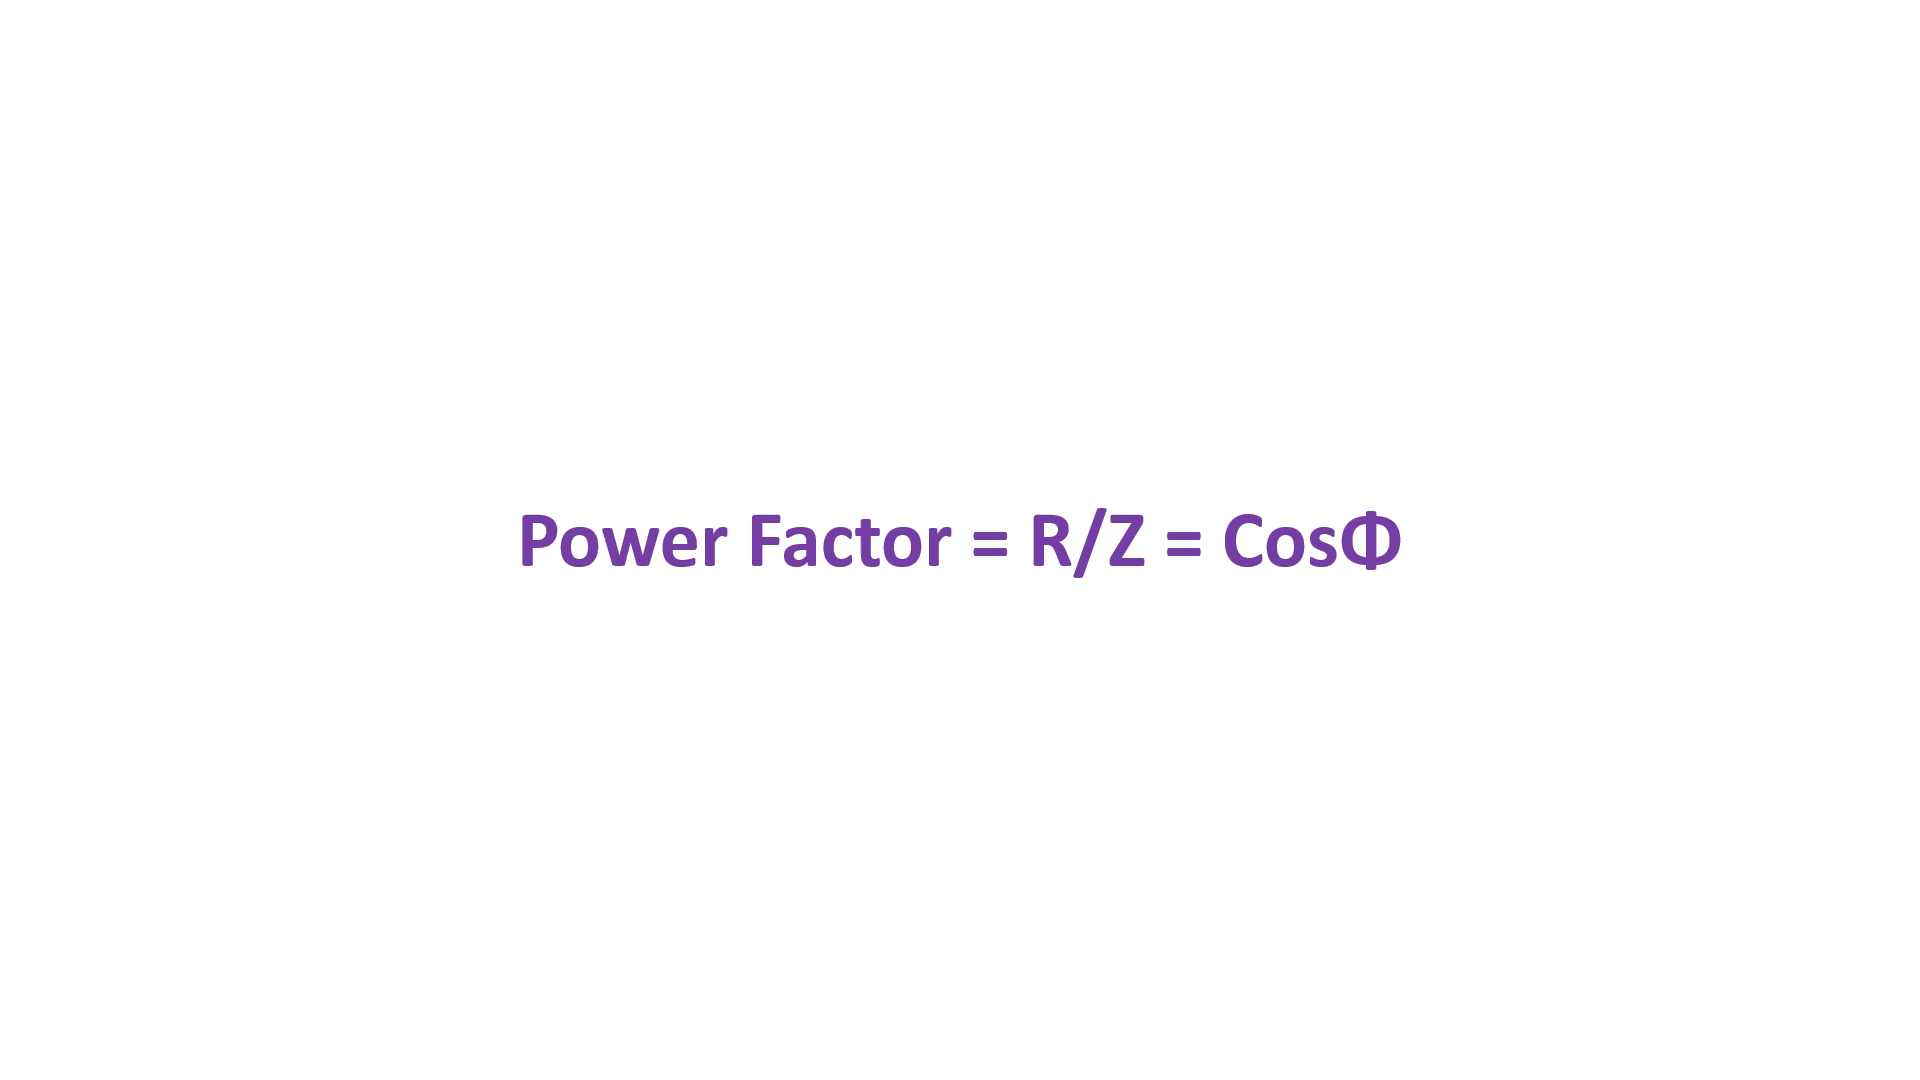 Power Factor = R/Z = CosΦ